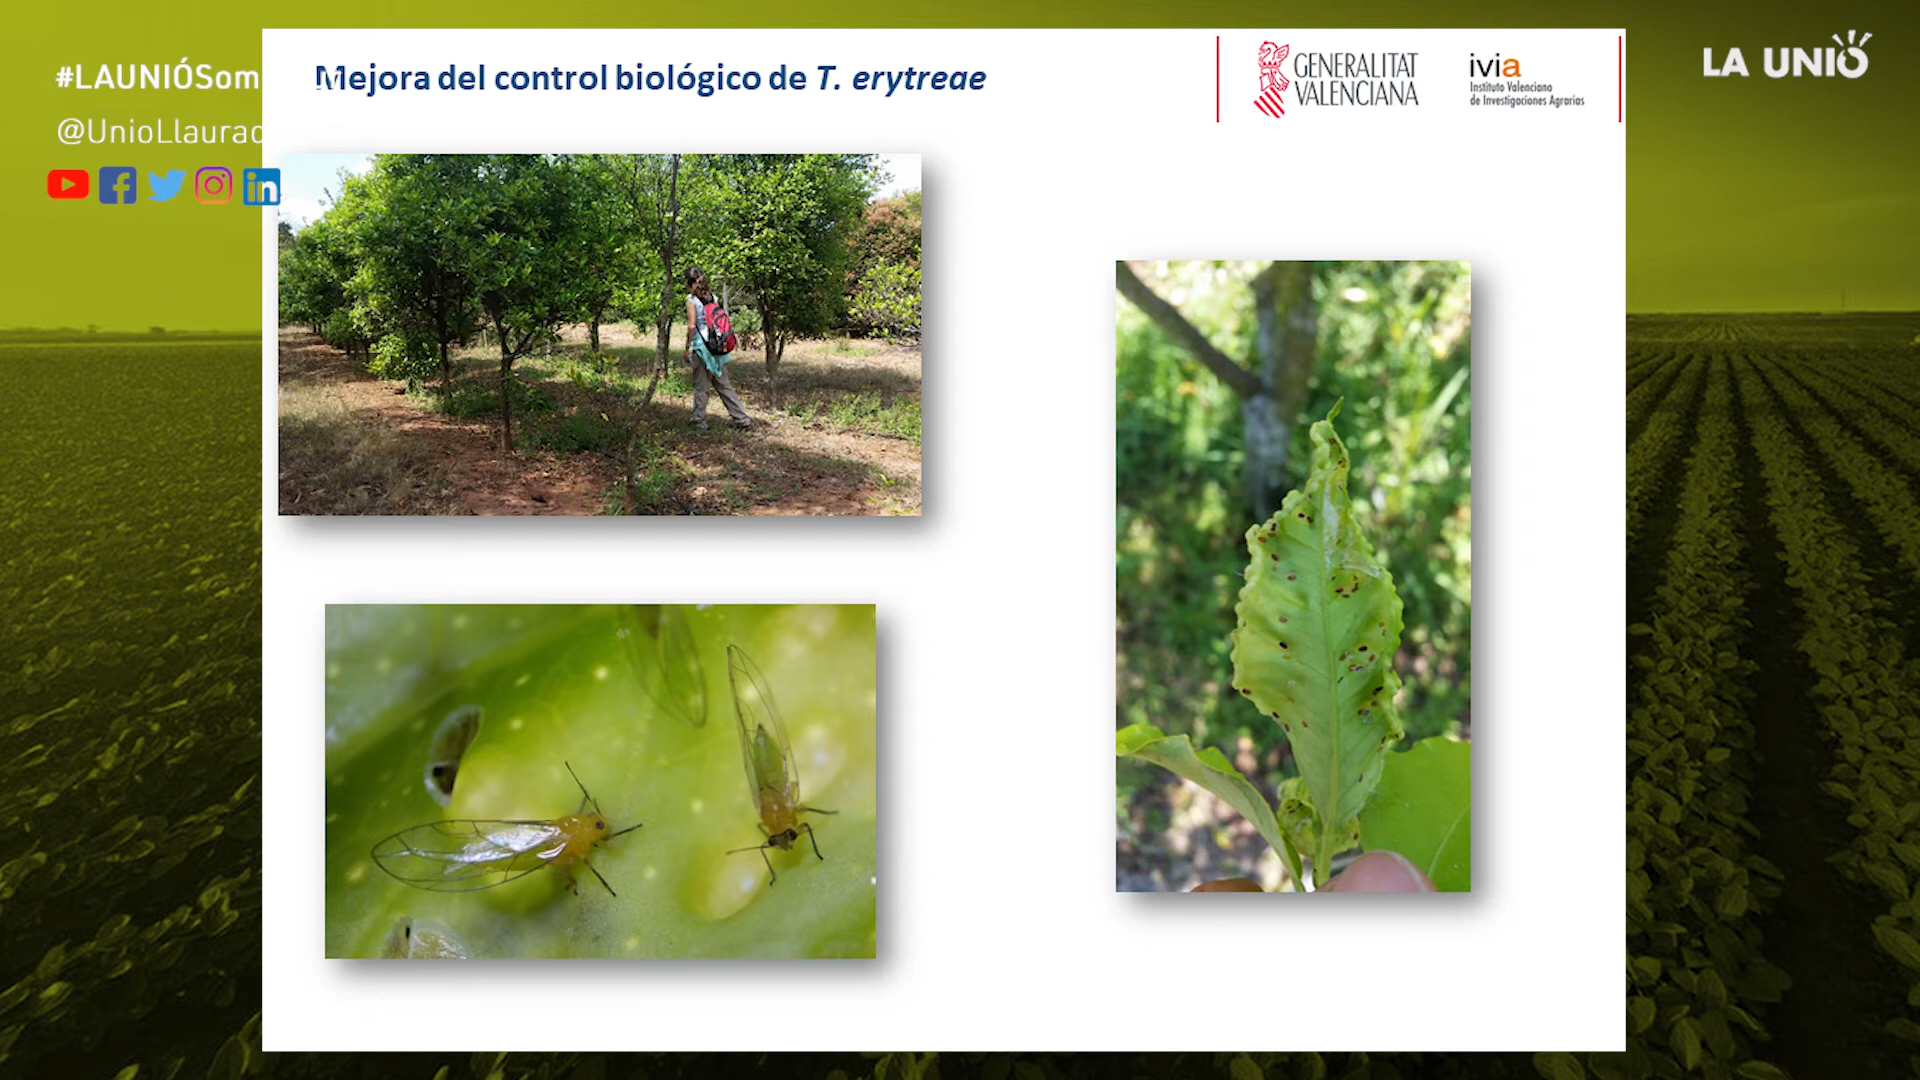 #LAUNIÓSom
@UnioLlaurad
Mejora del control biológico de T. erytreae
GENERALITAT
VALENCIANA
ivia
Instituto Valenciano
de Investigaciones Agrarias
LA UNIÓ